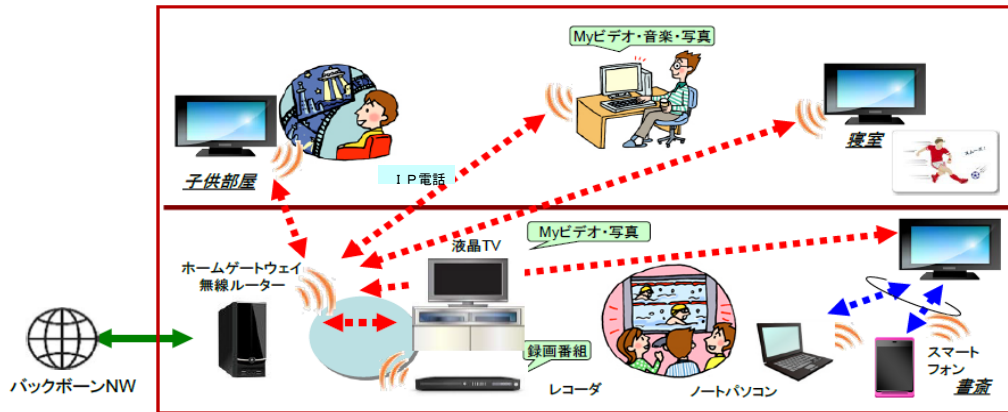 Myビデオ・音楽・写真
子供部屋
ＩＰ電話
寝室
スムーズ！
Myビデオ・写真
液晶TV
ホームゲートウェイ
無線ルーター
録画番組
レコーダ
ノートパソコン
スマート
フォン
書斎
バックボーンNW